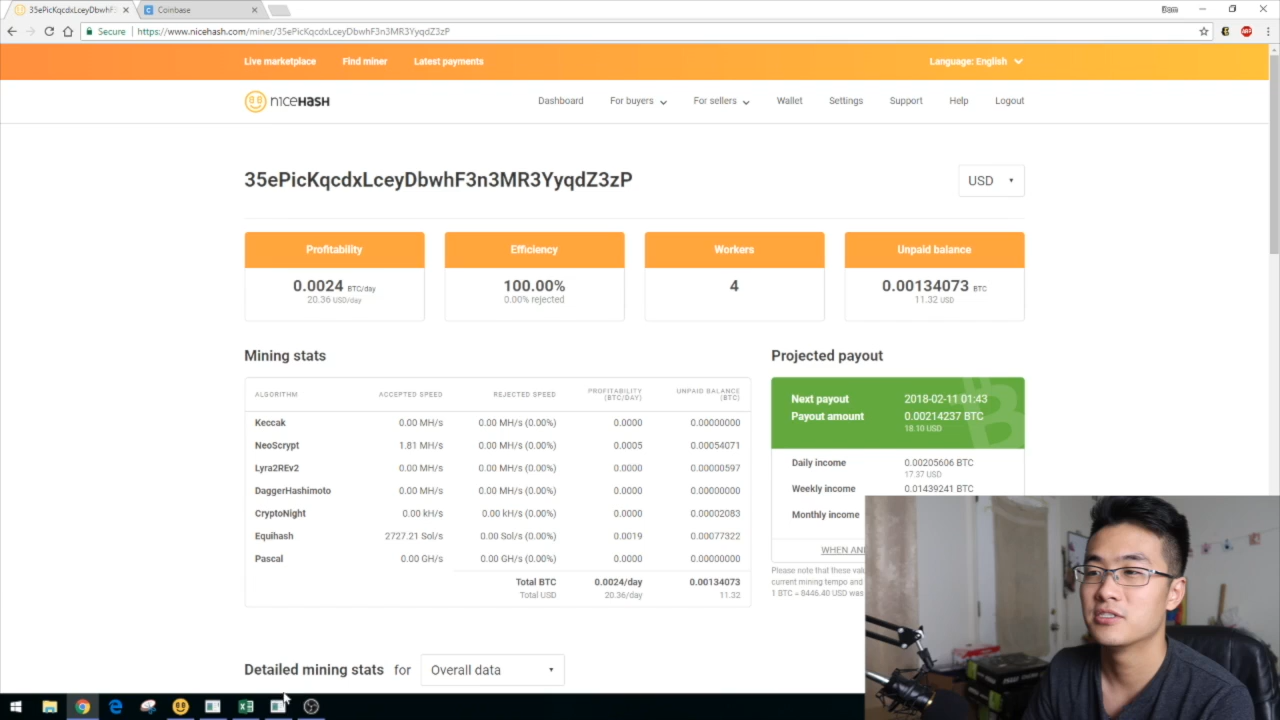 35ePicKqcdxLceyDbwhF3n3MR3
Coinbase
Secure https://www.nicehash.com/miner/35ePicKqcdxLceyDbwhF3n3MR3YyqdZ3zP
Live marketplace Find miner Latest payments Language: English
nicehash Dashboard For buyers For sellers Wallet Settings Support Help Logout
35ePicKqcdxLceyDbwhF3n3MR3YyqdZ3zP USD
Profitability Efficiency Workers Unpaid balance
0.0024 BTC/day 100.00% 4 0.00134073 BTC
20.36 USD/day 0.00% rejected 11.32 USD
Mining stats Projected payout
ALGORITHM ACCEPTED SPEED REJECTED SPEED PROFITABILITY (BTC/DAY) UNPAID BALANCE (BTC)
Keccak 0.00 MH/s 0.00 MH/s (0.00%) 0.0000 0.00000000
NeoScrypt 1.81 MH/s 0.00 MH/s (0.00%) 0.0005 0.00054071
Lyra2REv2 0.00 MH/s 0.00 MH/s (0.00%) 0.0000 0.00000597
DaggerHashimoto 0.00 MH/s 0.00 MH/s (0.00%) 0.0000 0.00000000
CryptoNight 0.00 kH/s 0.00 kH/s (0.00%) 0.0000 0.00002083
Equihash 2727.21 Sol/s 0.00 Sol/s (0.00%) 0.0019 0.00077322
Pascal 0.00 GH/s 0.00 GH/s (0.00%) 0.0000 0.00000000
Total BTC 0.0024/day 0.00134073
Total USD 20.36/day 11.32
Next payout 2018-02-11 01:43
Payout amount 0.00214237 BTC
18.10 USD
Daily income 0.00205606 BTC
17.37 USD
Weekly income 0.01439241 BTC
Monthly income
WHEN AN
Please note that these
current mining tempo and
1 BTC = 8446.40 USD was
Detailed mining stats for Overall data